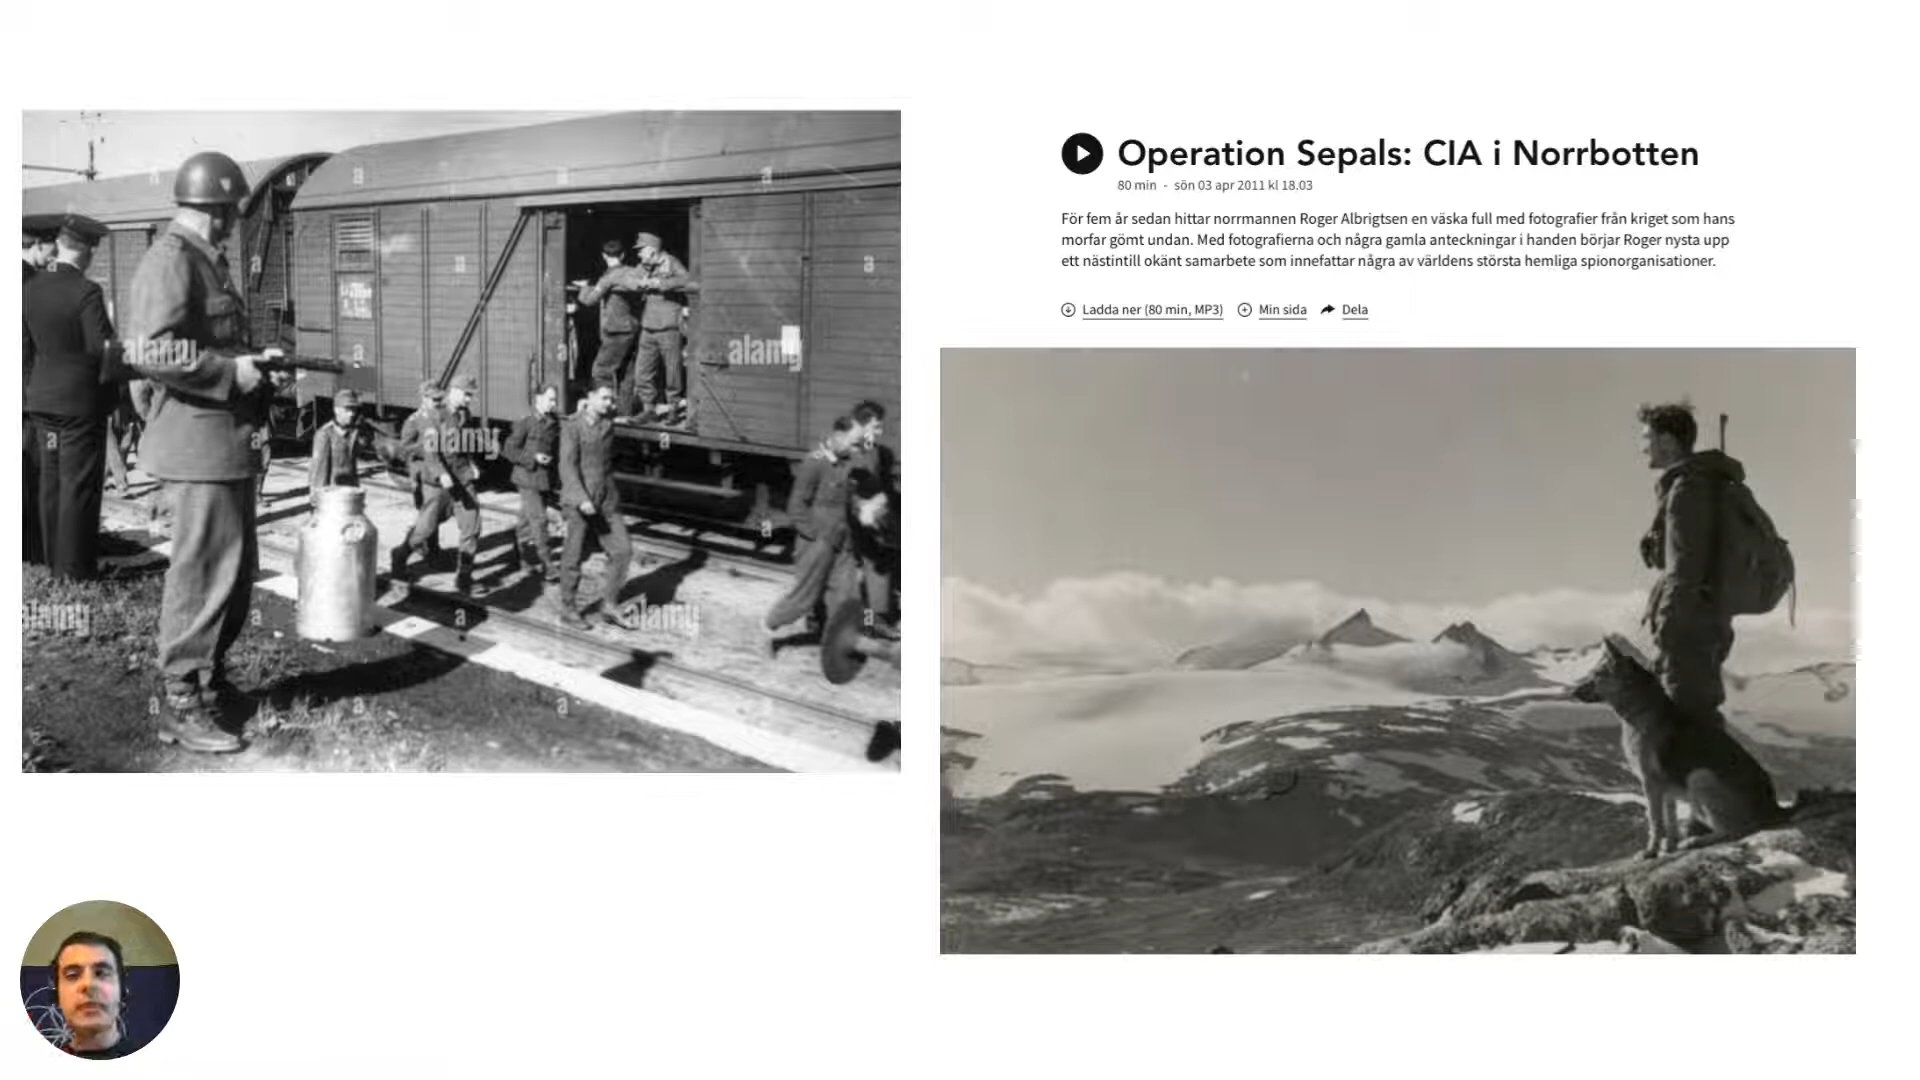 Operation Sepals: CIA i Norrbotten
80 min - sön 03 apr 2011 kl 18.03
För fem år sedan hittar norrmannen Roger Albrigtsen en väska full med fotografier från kriget som hans
morfar gömt undan. Med fotografierna och några gamla anteckningar i handen börjar Roger nysta upp
ett nästintill okänt samarbete som innefattar några av världens största hemliga spionorganisationer.
Ladda ner (80 min, MP3) Min sida Dela
alamy
alamy
alamy
alamy
alamy